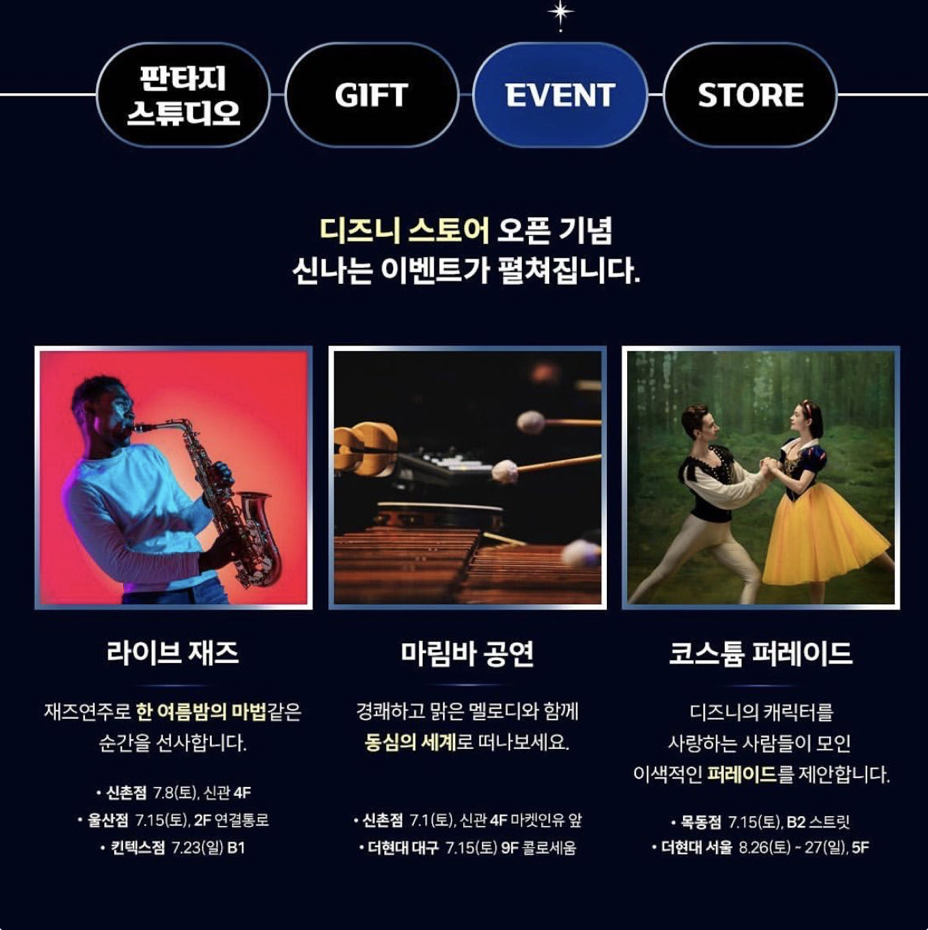 판타지
스튜디오
GIFT
EVENT
STORE
디즈니 스토어 오픈 기념
신나는 이벤트가 펼쳐집니다.
라이브 재즈
재즈연주로 한 여름밤의 마법같은
순간을 선사합니다.
• 신촌점 7.8(토), 신관 4F
• 울산점 7.15(토), 2F 연결통로
• 킨텍스점 7.23(일) B1
마림바 공연
경쾌하고 맑은 멜로디와 함께
동심의 세계로 떠나보세요.
• 신촌점 7.1(토), 신관 4F 마켓인유 앞
• 더현대 대구 7.15(토) 9F 콜로세움
코스튬 퍼레이드
디즈니의 캐릭터를
사랑하는 사람들이 모인
이색적인 퍼레이드를 제안합니다.
• 목동점 7.15(토), B2 스트릿
• 더현대 서울 8.26(토) ~ 27(일), 5F